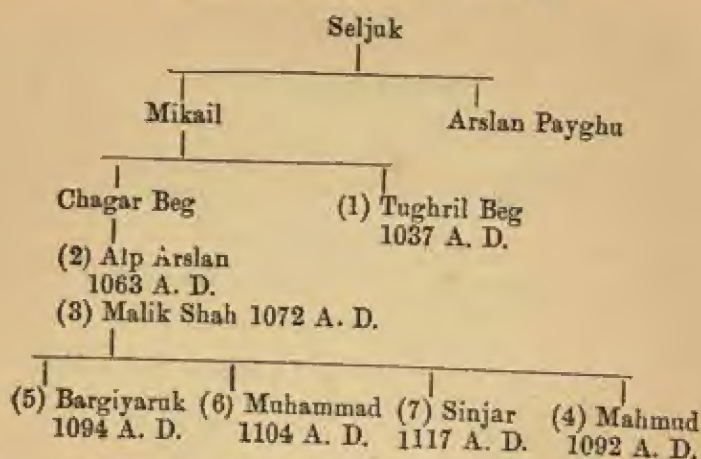 Seljuk
Mikail Arslan Payghu
Chagar Beg (1) Tughril Beg
1037 A. D.
(2) Alp Arslan
1063 A. D.
(3) Malik Shah 1072 A. D.
(5) Bargiyaruk (6) Muhammad (7) Sinjar (4) Mahmud
1094 A. D. 1104 A. D. 1117 A. D. 1092 A. D.